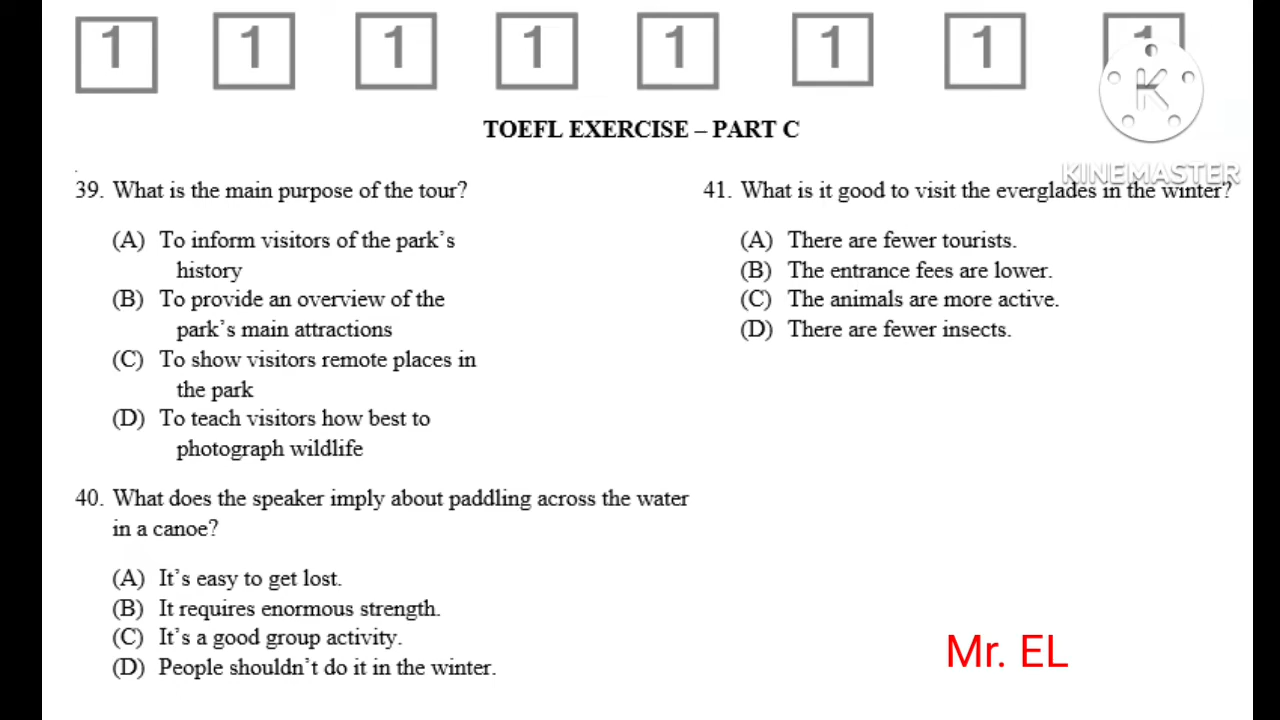 1 1 1 1 1 1 1 1
K
KINEMASTER
TOEFL EXERCISE – PART C
39. What is the main purpose of the tour?
(A) To inform visitors of the park's
history
(B) To provide an overview of the
park's main attractions
(C) To show visitors remote places in
the park
(D) To teach visitors how best to
photograph wildlife
40. What does the speaker imply about paddling across the water
in a canoe?
(A) It's easy to get lost.
(B) It requires enormous strength.
(C) It's a good group activity.
(D) People shouldn't do it in the winter.
41. What is it good to visit the everglades in the winter?
(A) There are fewer tourists.
(B) The entrance fees are lower.
(C) The animals are more active.
(D) There are fewer insects.
Mr. EL